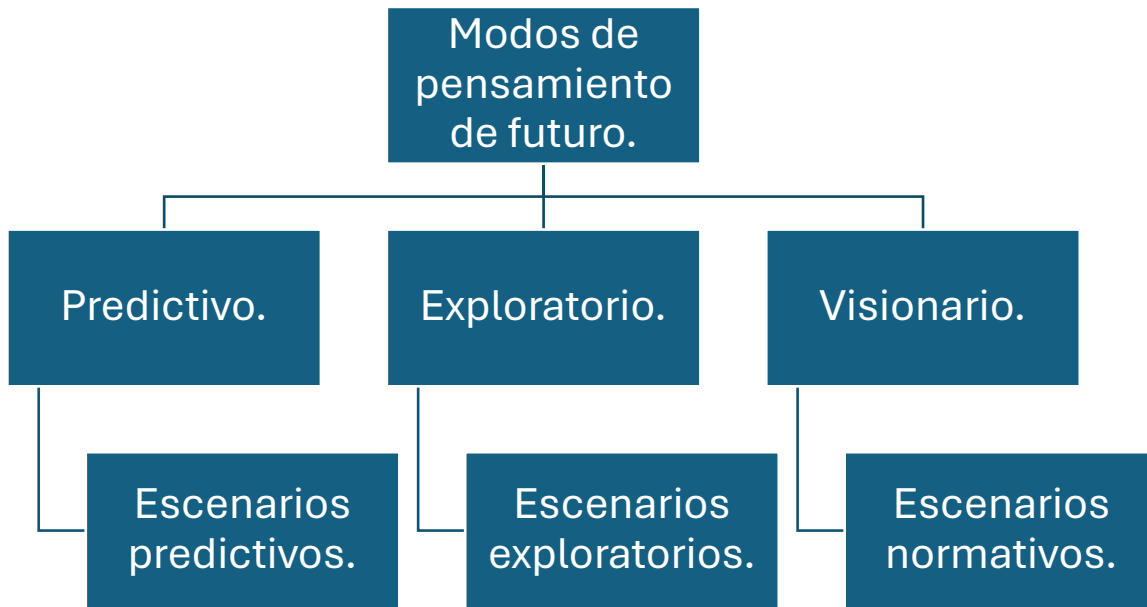 Modos de
pensamiento
de futuro.
Predictivo.
Exploratorio.
Visionario.
Escenarios
predictivos.
Escenarios
exploratorios.
Escenarios
normativos.